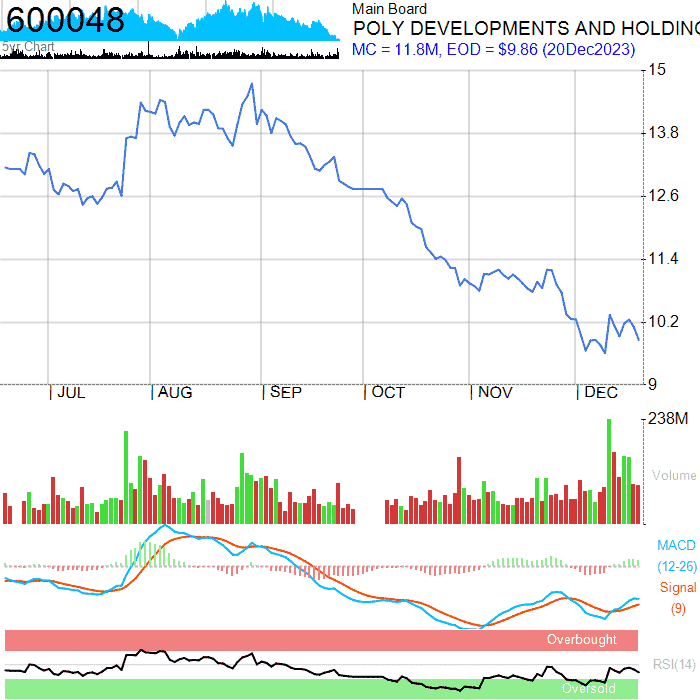 600048
5yr Chart
Main Board
POLY DEVELOPMENTS AND HOLDING
MC = 11.8M, EOD = $9.86 (20Dec2023)
15
13.8
12.6
11.4
10.2
9
| JUL
| AUG
| SEP
| OCT
| NOV
| DEC
238M
Volume
MACD
(12-26)
Signal
(9)
Overbought
RSI(14)
Oversold